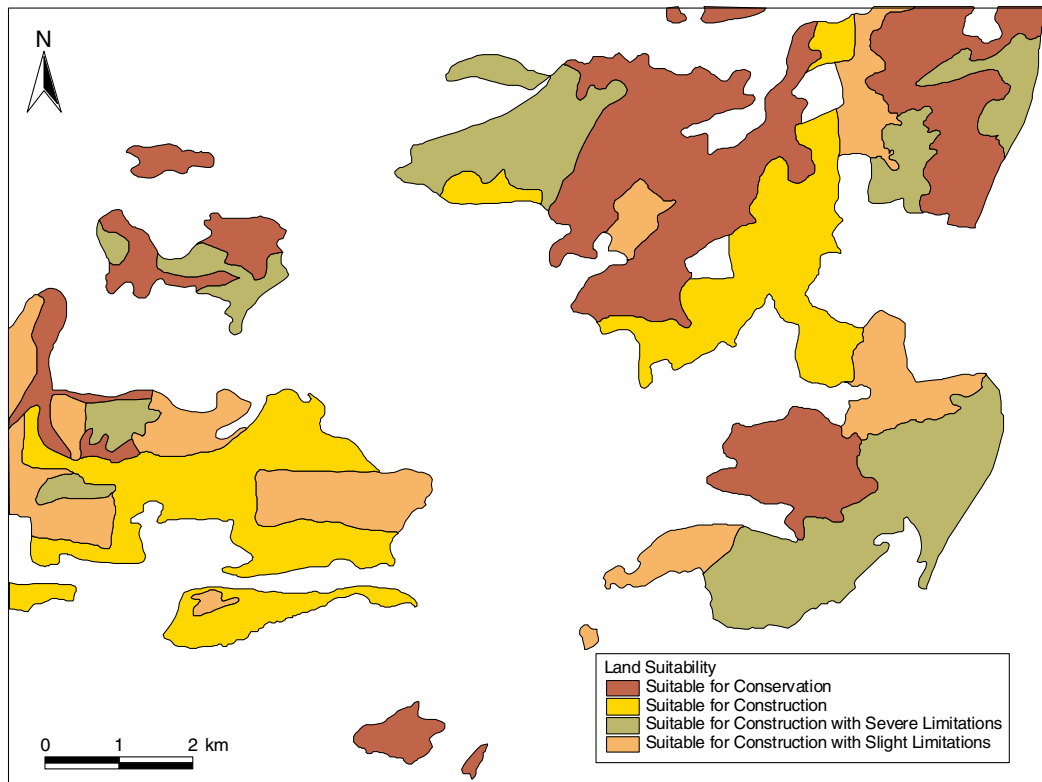 N
Land Suitability
Suitable for Conservation
Suitable for Construction
Suitable for Construction with Severe Limitations
Suitable for Construction with Slight Limitations
0 1 2 km